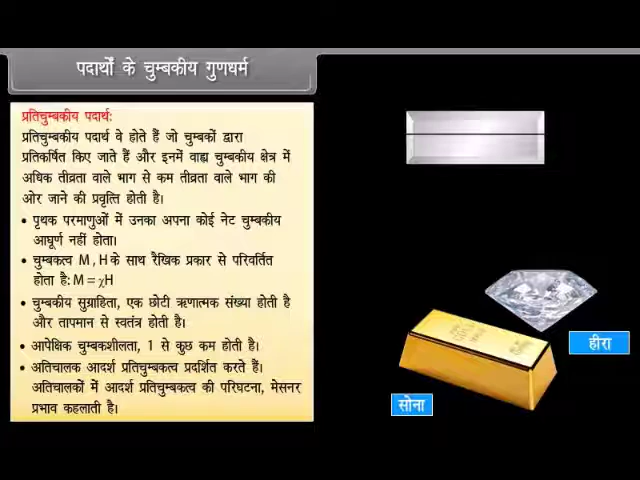 पदार्थों के चुम्बकीय गुणधर्म
प्रतिचुम्बकीय पदार्थ:
प्रतिचुम्बकीय पदार्थ वे होते हैं जो चुम्बकों द्वारा
प्रतिकर्षित किए जाते हैं और इनमें वाह्य चुम्बकीय क्षेत्र में
अधिक तीव्रता वाले भाग से कम तीव्रता वाले भाग की
ओर जाने की प्रवृत्ति होती है।
• पृथक परमाणुओं में उनका अपना कोई नेट चुम्बकीय
आघूर्ण नहीं होता।
• चुम्बकत्व M , H के साथ रैखिक प्रकार से परिवर्तित
होता है: M = χH
• चुम्बकीय सुग्राहिता, एक छोटी ऋणात्मक संख्या होती है
और तापमान से स्वतंत्र होती है।
• आपेक्षिक चुम्बकशीलता, 1 से कुछ कम होती है।
• अतिचालक आदर्श प्रतिचुम्बकत्व प्रदर्शित करते हैं।
अतिचालकों में आदर्श प्रतिचुम्बकत्व की परिघटना, मेसनर
प्रभाव कहलाती है।
हीरा
सोना